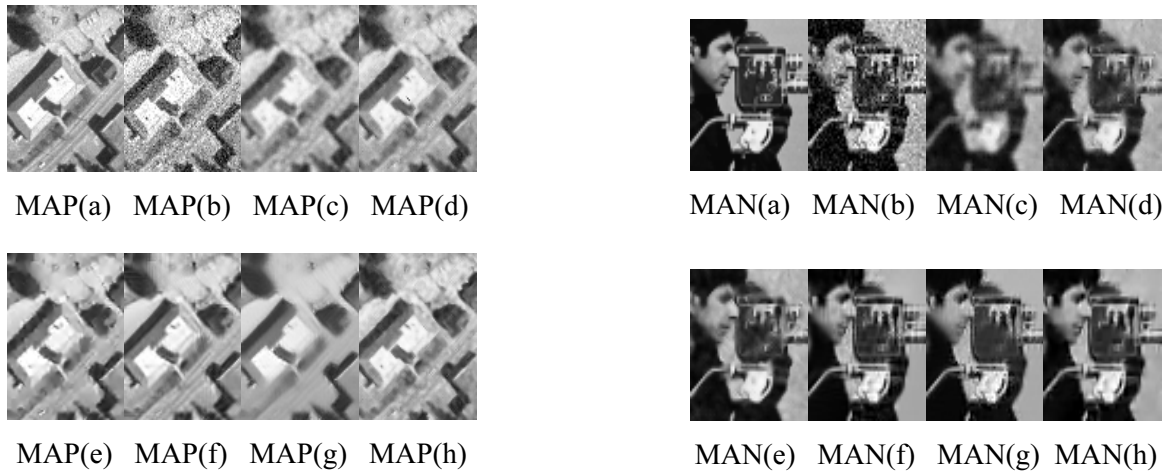 MAP(a) MAP(b) MAP(c) MAP(d)
MAN(a) MAN(b) MAN(c) MAN(d)
MAP(e) MAP(f) MAP(g) MAP(h)
MAN(e) MAN(f) MAN(g) MAN(h)